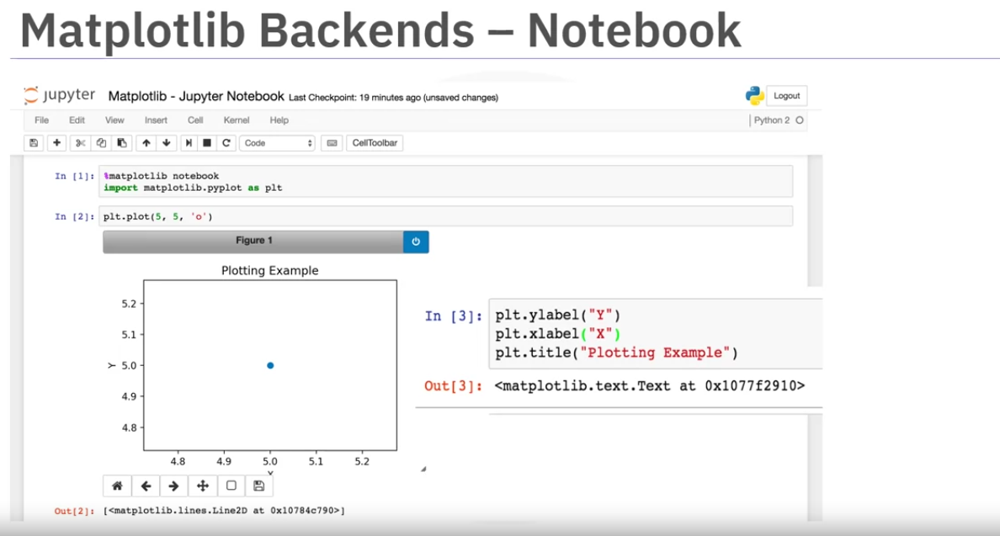 Matplotlib Backends – Notebook
jupyter Matplotlib - Jupyter Notebook Last Checkpoint: 19 minutes ago (unsaved changes) Logout
File Edit View Insert Cell Kernel Help Python 2
Code CellToolbar
In [1]: %matplotlib notebook
import matplotlib.pyplot as plt
In [2]: plt.plot(5, 5, 'o')
Figure 1
Plotting Example
5.2
5.1
5.0
4.9
4.8
Y
4.8 4.9 5.0 5.1 5.2
In [3]: plt.ylabel("Y")
plt.xlabel("X")
plt.title("Plotting Example")
Out[3]: <matplotlib.text.Text at 0x1077f2910>
Out[2]: [<matplotlib.lines.Line2D at 0x10784c790>]